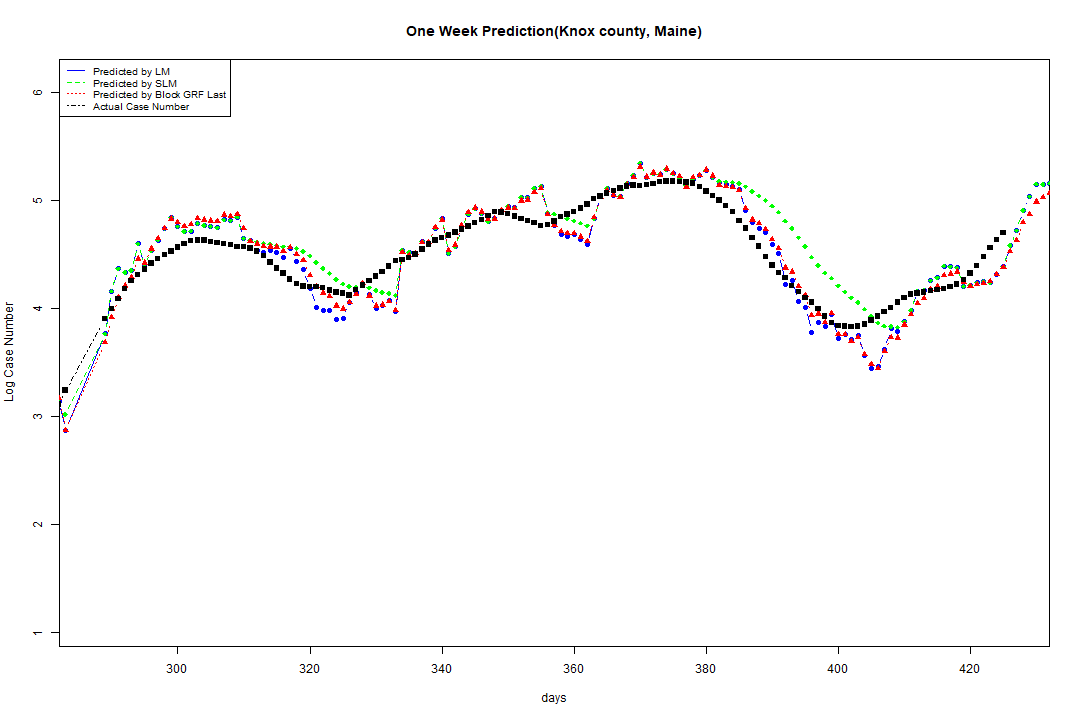 One Week Prediction(Knox county, Maine)
Predicted by LM
Predicted by SLM
Predicted by Block GRF Last
Actual Case Number
6
5
4
3
2
1
Log Case Number
300 320 340 360 380 400 420
days